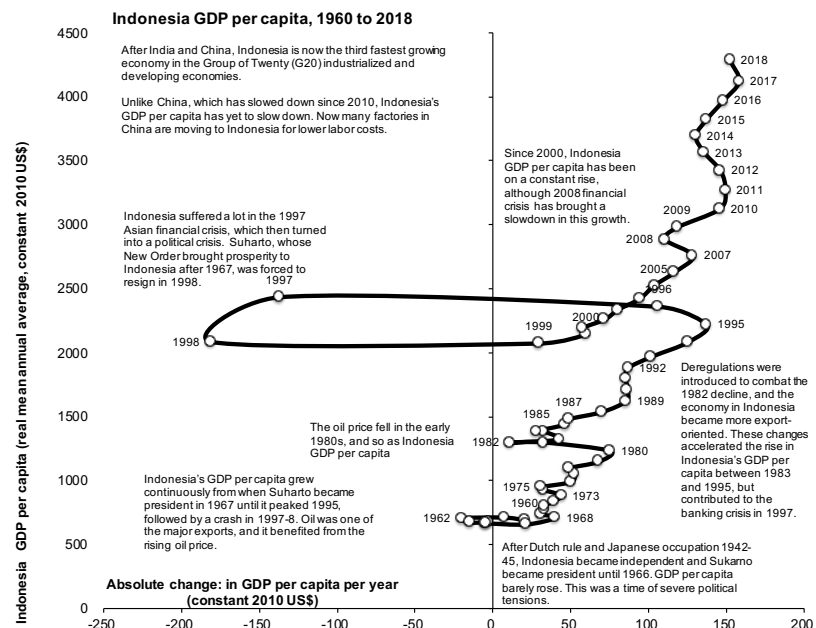 Indonesia GDP per capita, 1960 to 2018
4500
After India and China, Indonesia is now the third fastest growing
economy in the Group of Twenty (G20) industrialized and
developing economies.
Unlike China, which has slowed down since 2010, Indonesia's
GDP per capita has yet to slow down. Now many factories in
China are moving to Indonesia for lower labor costs.
2018
2017
4000
2016
2015
2014
3500
2013
2012
2011
2010
Since 2000, Indonesia
GDP per capita has been
on a constant rise,
although 2008 financial
crisis has brought a
slowdown in this growth.
3000
2009
2008
2007
2005
Indonesia suffered a lot in the 1997
Asian financial crisis, which then turned
into a political crisis. Suharto, whose
New Order brought prosperity to
Indonesia after 1967, was forced to
resign in 1998.
1997
2500
1996
2000
1995
1999
1998
2000
1992
1989
Deregulations were
introduced to combat the
1982 decline, and the
economy in Indonesia
became more export-
oriented. These changes
accelerated the rise in
Indonesia's GDP per
capita between 1983
and 1995, but
contributed to the
banking crisis in 1997.
1500
1987
1985
The oil price fell in the early
1980s, and so as Indonesia
GDP per capita
1982
1980
1000
Indonesia's GDP per capita grew
continuously from when Suharto became
president in 1967 until it peaked 1995,
followed by a crash in 1997-8. Oil was one of
the major exports, and it benefited from the
rising oil price.
1975
1973
1960
1962
1968
500
After Dutch rule and Japanese occupation 1942-
45, Indonesia became independent and Sukarno
became president until 1966. GDP per capita
barely rose. This was a time of severe political
tensions.
Absolute change: in GDP per capita per year
(constant 2010 US$)
0
-250 -200 -150 -100 -50 0 50 100 150 200
Indonesia GDP per capita (real mean annual average, constant 2010 US$)